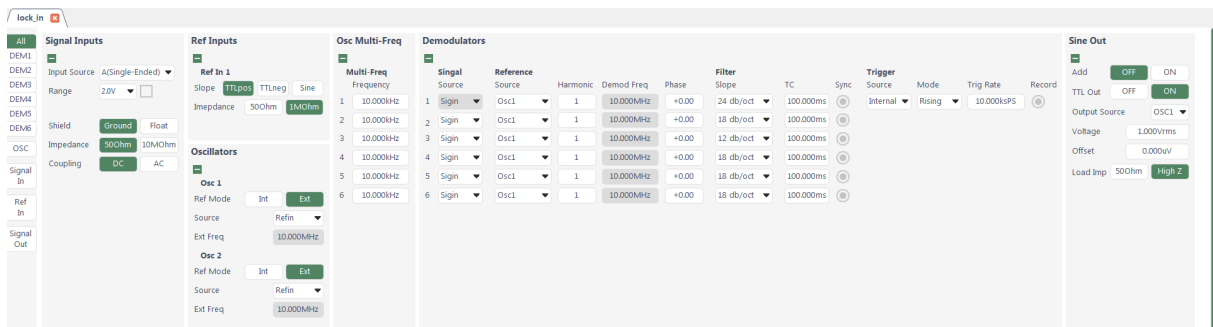 lock_in
All
DEM1
DEM2
DEM3
DEM4
DEM5
DEM6
OSC
Signal
In
Ref
In
Signal
Out
Signal Inputs
Input Source A(Single-Ended)
Range 2.0V
Shield Ground Float
Impedance 50Ohm 10MOhm
Coupling DC AC
Ref Inputs
Ref In 1
Slope TTLpos TTLneg Sine
Imepdance 50Ohm 1MOhm
Oscillators
Osc 1
Ref Mode Int Ext
Source Refin
Ext Freq 10.000MHz
Osc 2
Ref Mode Int Ext
Source Refin
Ext Freq 10.000MHz
Osc Multi-Freq
Multi-Freq
Frequency
1 10.000kHz
2 10.000kHz
3 10.000kHz
4 10.000kHz
5 10.000kHz
6 10.000kHz
Demodulators
Singal Reference Filter Trigger
Source Source Harmonic Demod Freq Phase Slope TC Sync Source Mode Trig Rate Record
1 Sigin Osc1 1 10.000MHz +0.00 24 db/oct 100.000ms Internal Rising 10.000kSPS
2 Sigin Osc1 1 10.000MHz +0.00 18 db/oct 100.000ms
3 Sigin Osc1 1 10.000MHz +0.00 12 db/oct 100.000ms
4 Sigin Osc1 1 10.000MHz +0.00 18 db/oct 100.000ms
5 Sigin Osc1 1 10.000MHz +0.00 18 db/oct 100.000ms
6 Sigin Osc1 1 10.000MHz +0.00 18 db/oct 100.000ms
Sine Out
Add OFF ON
TTL Out OFF ON
Output Source OSC1
Voltage 1.000Vrms
Offset 0.000uV
Load Imp 50Ohm High Z